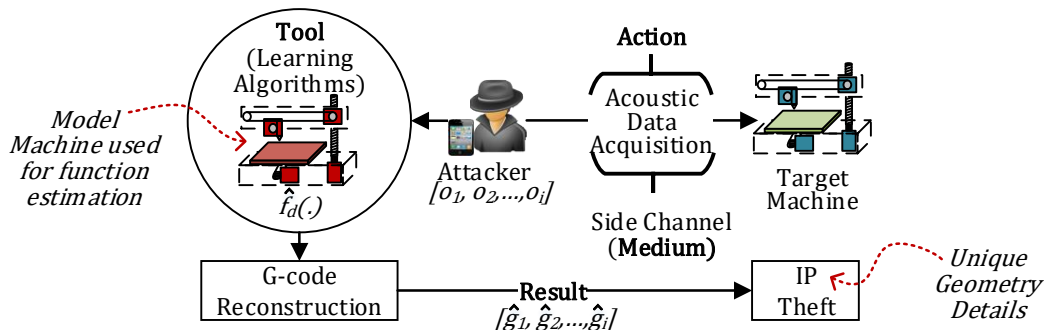 Tool
(Learning
Algorithms)
Model
Machine used
for function
estimation
f̂d(.)
Attacker
[o1, o2,...,oi]
Action
Acoustic
Data
Acquisition
Side Channel
(Medium)
Target
Machine
G-code
Reconstruction
Result
[ĝ1, ĝ2,...,ĝi]
IP
Theft
Unique
Geometry
Details